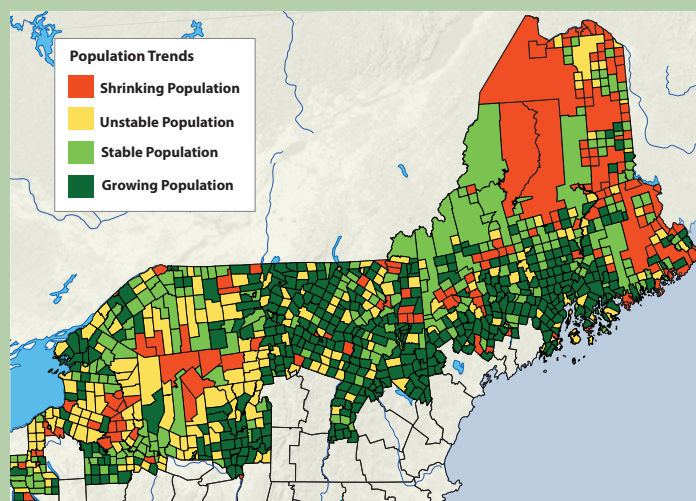 Population Trends
Shrinking Population
Unstable Population
Stable Population
Growing Population